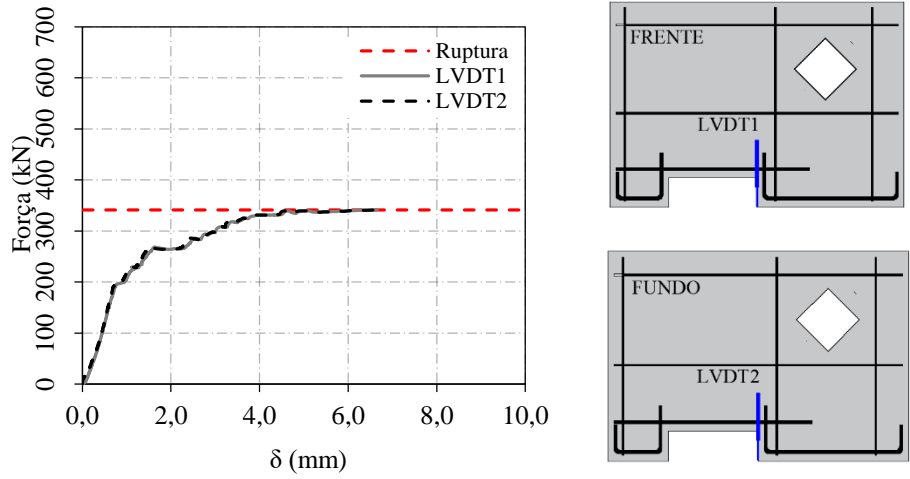 700
600
500
400
300
200
100
0
Força (kN)
Ruptura
LVDT1
LVDT2
0,0 2,0 4,0 6,0 8,0 10,0
δ (mm)
FRENTE
LVDT1
FUNDO
LVDT2